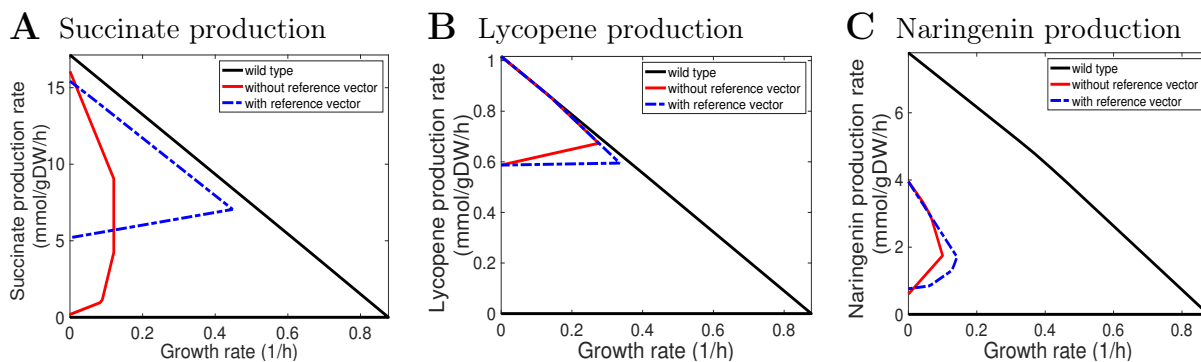 A Succinate production
Succinate production rate
(mmol/gDW/h)
15
10
5
0
wild type
without reference vector
with reference vector
0 0.2 0.4 0.6 0.8
Growth rate (1/h)
B Lycopene production
Lycopene production rate
(mmol/gDW/h)
1
0.8
0.6
0.4
0.2
0
wild type
without reference vector
with reference vector
0 0.2 0.4 0.6 0.8
Growth rate (1/h)
C Naringenin production
Naringenin production rate
(mmol/gDW/h)
6
4
2
0
wild type
without reference vector
with reference vector
0 0.2 0.4 0.6 0.8
Growth rate (1/h)